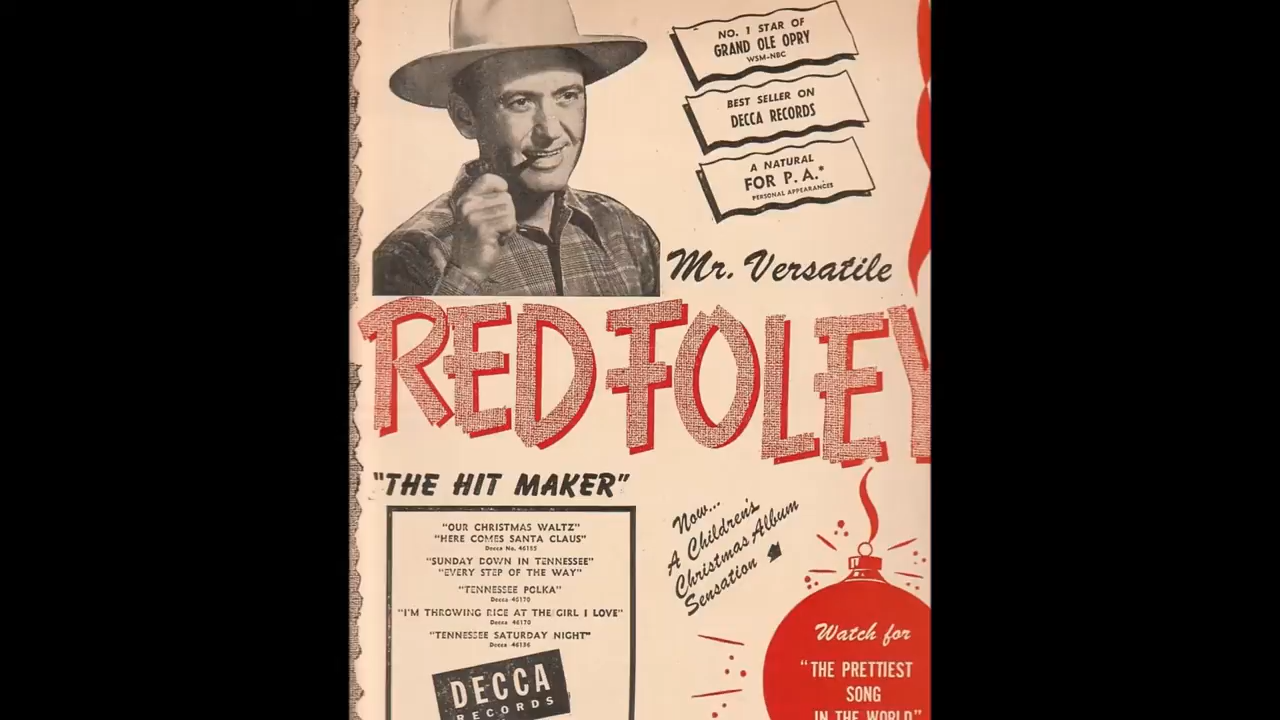 NO. 1 STAR OF
GRAND OLE OPRY
WSM-NBC
BEST SELLER ON
DECCA RECORDS
A NATURAL
FOR P. A.*
PERSONAL APPEARANCES
Mr. Versatile
RED FOLEY
"THE HIT MAKER"
"OUR CHRISTMAS WALTZ"
"HERE COMES SANTA CLAUS"
Decca No. 46185
"SUNDAY DOWN IN TENNESSEE"
"EVERY STEP OF THE WAY"
"TENNESSEE POLKA"
Decca 46170
"I'M THROWING RICE AT THE GIRL I LOVE"
Decca 46170
"TENNESSEE SATURDAY NIGHT"
Decca 46136
DECCA
RECORDS
Now...
A Children's
Christmas Album
Sensation
Watch for
"THE PRETTIEST
SONG
IN THE WORLD"